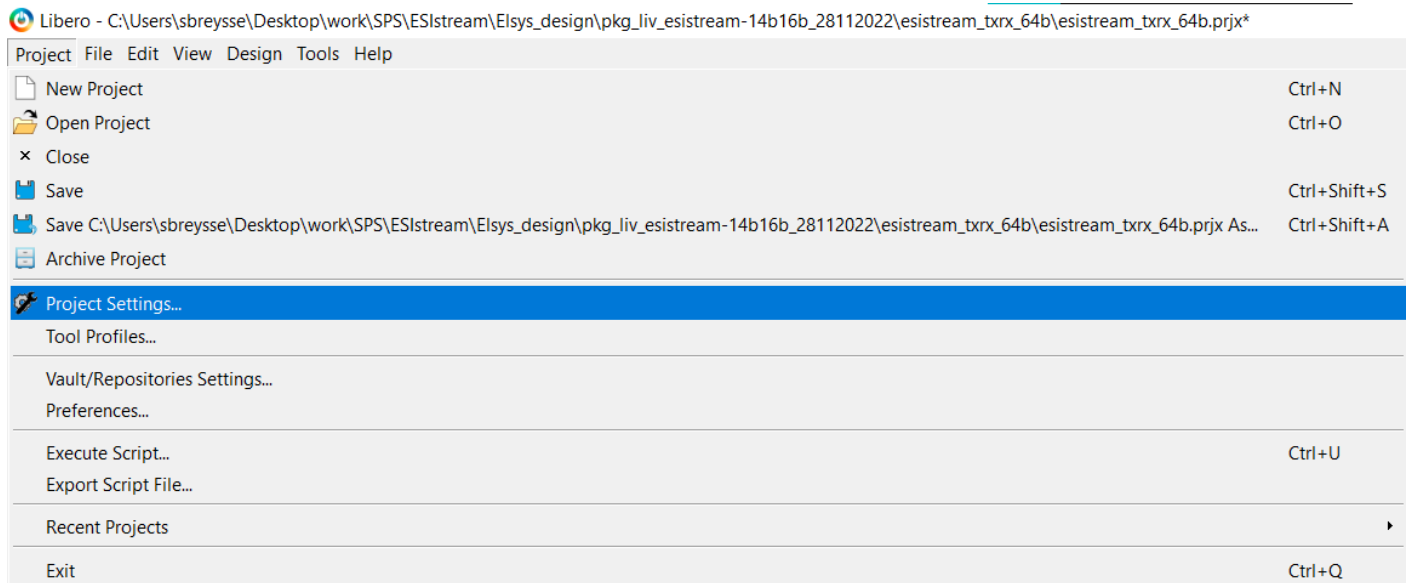 Libero - C:\Users\sbreysse\Desktop\work\SPS\ESIstream\Elsys_design\pkg_liv_esistream-14b16b_28112022\esistream_txrx_64b\esistream_txrx_64b.prjx*
Project File Edit View Design Tools Help
New Project Ctrl+N
Open Project Ctrl+O
Close
Save Ctrl+Shift+S
Save C:\Users\sbreysse\Desktop\work\SPS\ESIstream\Elsys_design\pkg_liv_esistream-14b16b_28112022\esistream_txrx_64b\esistream_txrx_64b.prjx As... Ctrl+Shift+A
Archive Project
Project Settings...
Tool Profiles...
Vault/Repositories Settings...
Preferences...
Execute Script... Ctrl+U
Export Script File...
Recent Projects
Exit Ctrl+Q